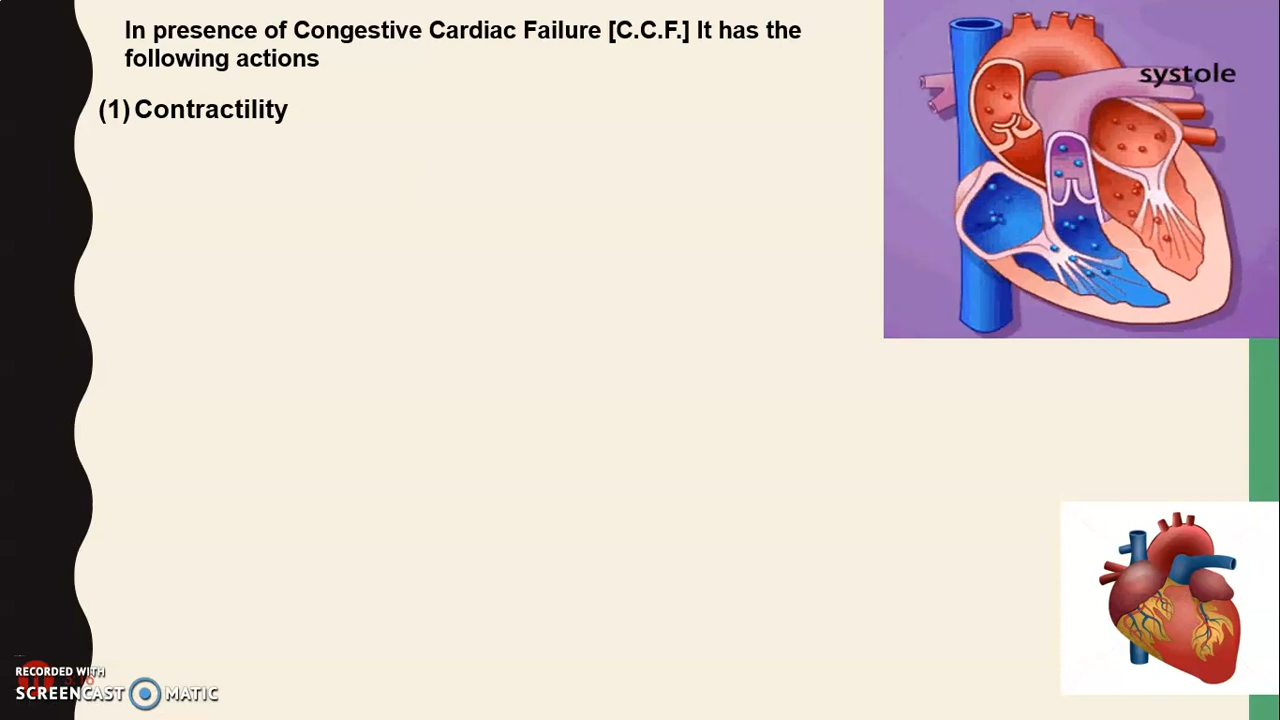 In presence of Congestive Cardiac Failure [C.C.F.] It has the
following actions
(1) Contractility
systole
RECORDED WITH
SCREENCAST MATIC